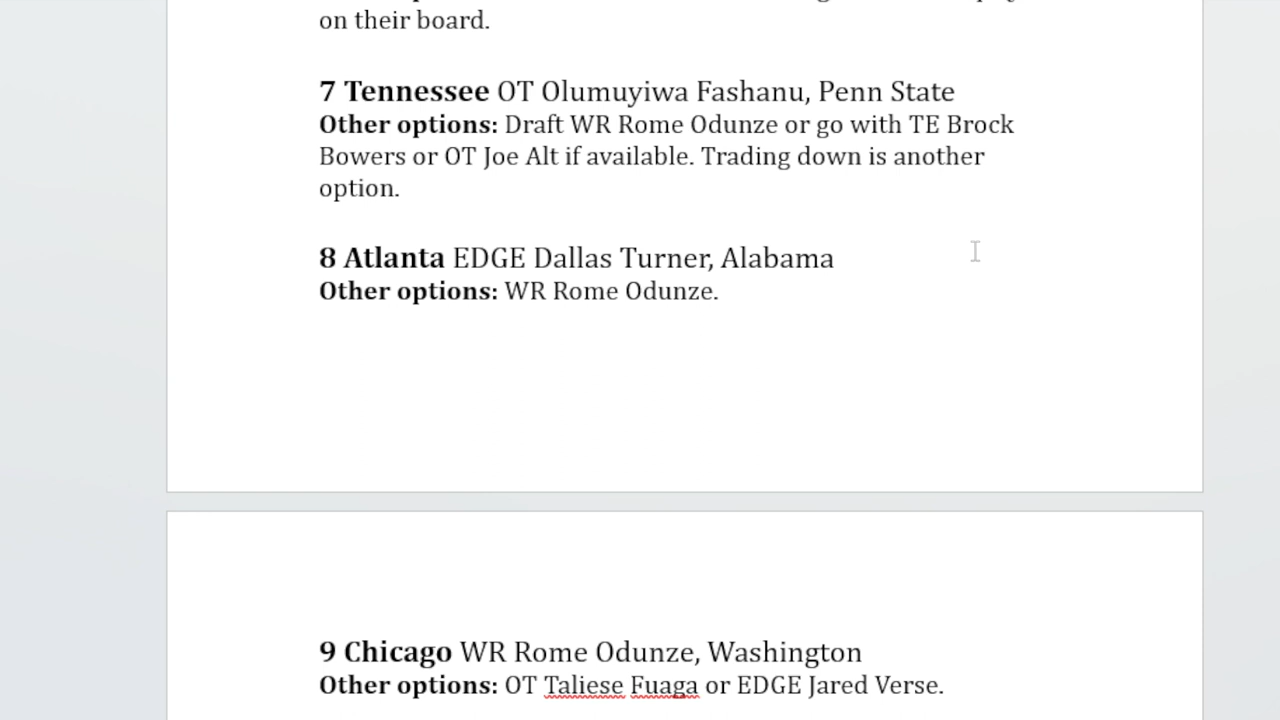 on their board.
7 Tennessee OT Olumuyiwa Fashanu, Penn State
Other options: Draft WR Rome Odunze or go with TE Brock
Bowers or OT Joe Alt if available. Trading down is another
option.
8 Atlanta EDGE Dallas Turner, Alabama
Other options: WR Rome Odunze.
9 Chicago WR Rome Odunze, Washington
Other options: OT Taliese Fuaga or EDGE Jared Verse.